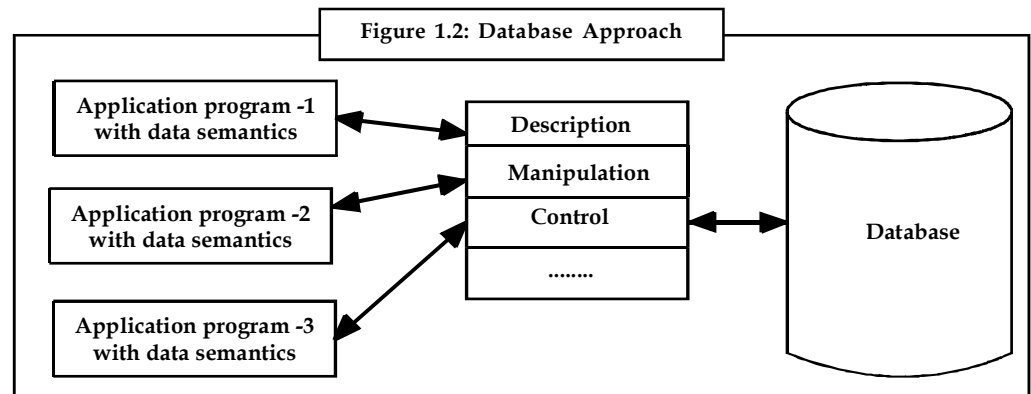 Figure 1.2: Database Approach
Application program -1
with data semantics
Application program -2
with data semantics
Application program -3
with data semantics
Description
Manipulation
Control
........
Database